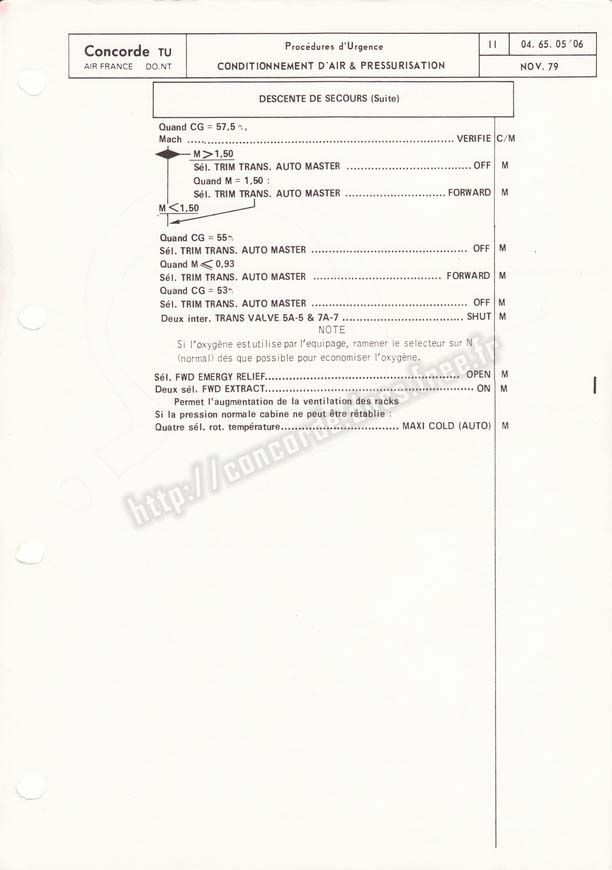 Concorde TU
AIR FRANCE DO.NT
Procédures d'Urgence
CONDITIONNEMENT D'AIR & PRESSURISATION
II
04. 65. 05'06
NOV. 79
DESCENTE DE SECOURS (Suite)
Quand CG = 57,5 %,
Mach ........ VERIFIE C/M
M > 1,50
Sél. TRIM TRANS. AUTO MASTER ........ OFF M
Quand M = 1,50 :
Sél. TRIM TRANS. AUTO MASTER ........ FORWARD M
M < 1,50
Quand CG = 55 %
Sél. TRIM TRANS. AUTO MASTER ........ OFF M
Quand M ⩽ 0,93
Sél. TRIM TRANS. AUTO MASTER ........ FORWARD M
Quand CG = 53 %
Sél. TRIM TRANS. AUTO MASTER ........ OFF M
Deux inter. TRANS VALVE 5A-5 & 7A-7 ........ SHUT M
NOTE
Si l'oxygène est utilise par l'equipage, ramener le selecteur sur N
(normal) dès que possible pour economiser l'oxygène.
Sél. FWD EMERGY RELIEF ........ OPEN M
Deux sél. FWD EXTRACT ........ ON M
Permet l'augmentation de la ventilation des racks
Si la pression normale cabine ne peut être rétablie :
Quatre sél. rot. température ........ MAXI COLD (AUTO) M
http://concorde.docs.free.fr